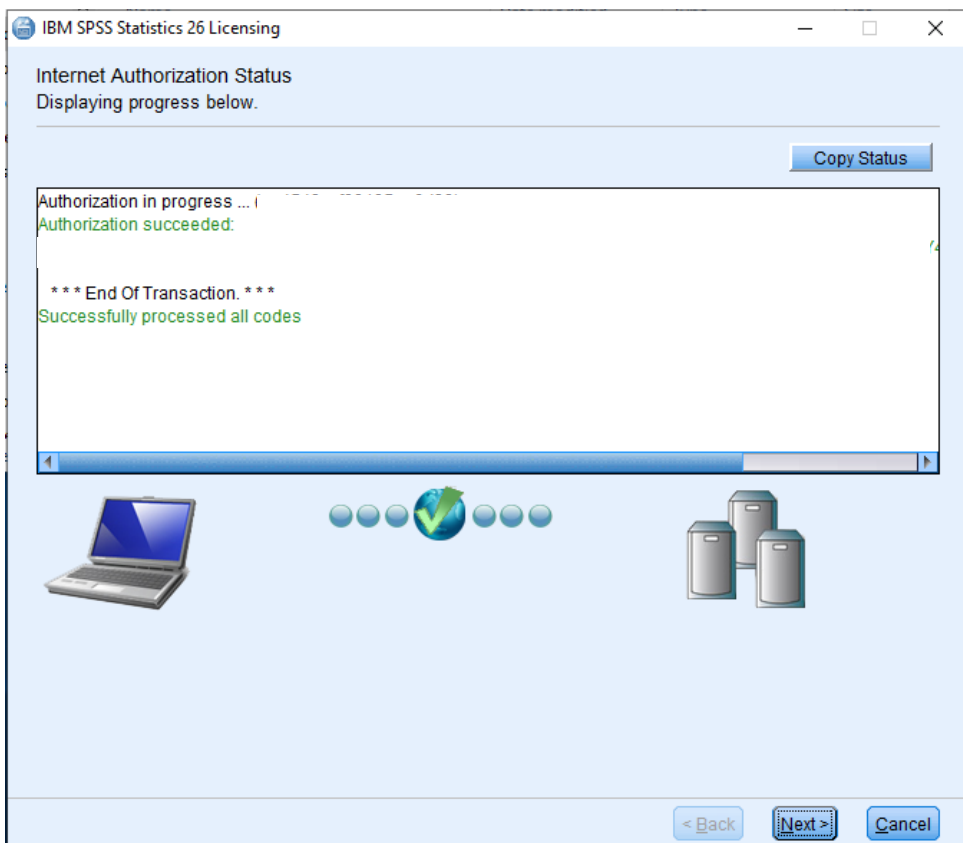 IBM SPSS Statistics 26 Licensing
Internet Authorization Status
Displaying progress below.
Copy Status
Authorization in progress ... (
Authorization succeeded:
* * * End Of Transaction. * * *
Successfully processed all codes
< Back
Next >
Cancel